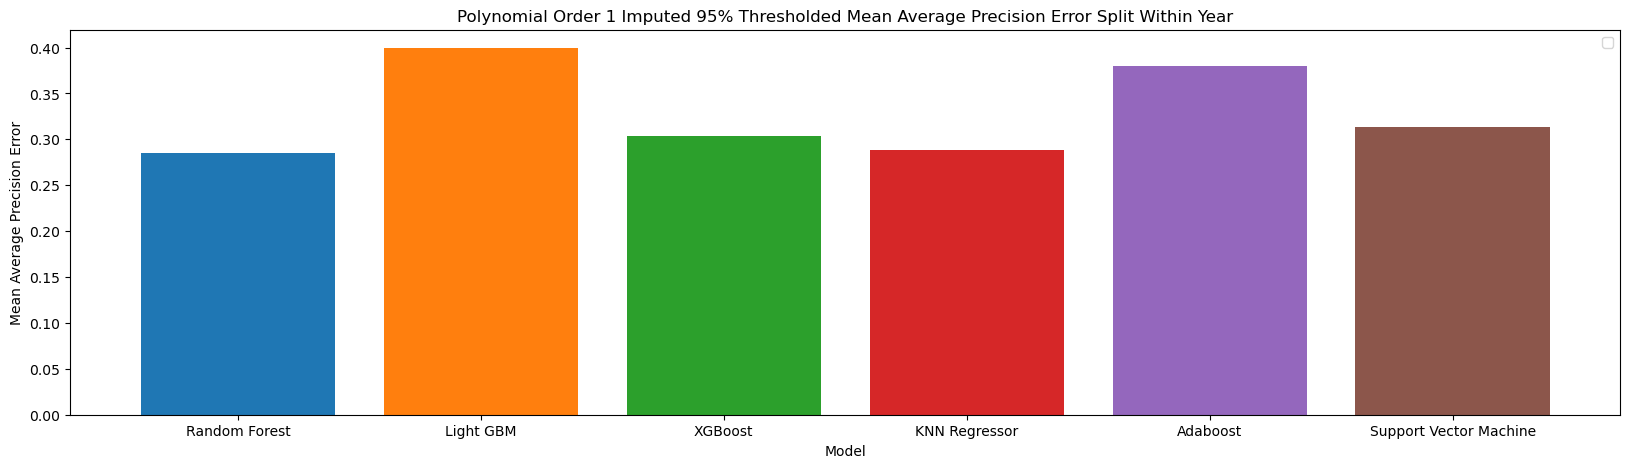 Polynomial Order 1 Imputed 95% Thresholded Mean Average Precision Error Split Within Year
Mean Average Precision Error
0.40
0.35
0.30
0.25
0.20
0.15
0.10
0.05
0.00
Random Forest
Light GBM
XGBoost
KNN Regressor
Adaboost
Support Vector Machine
Model